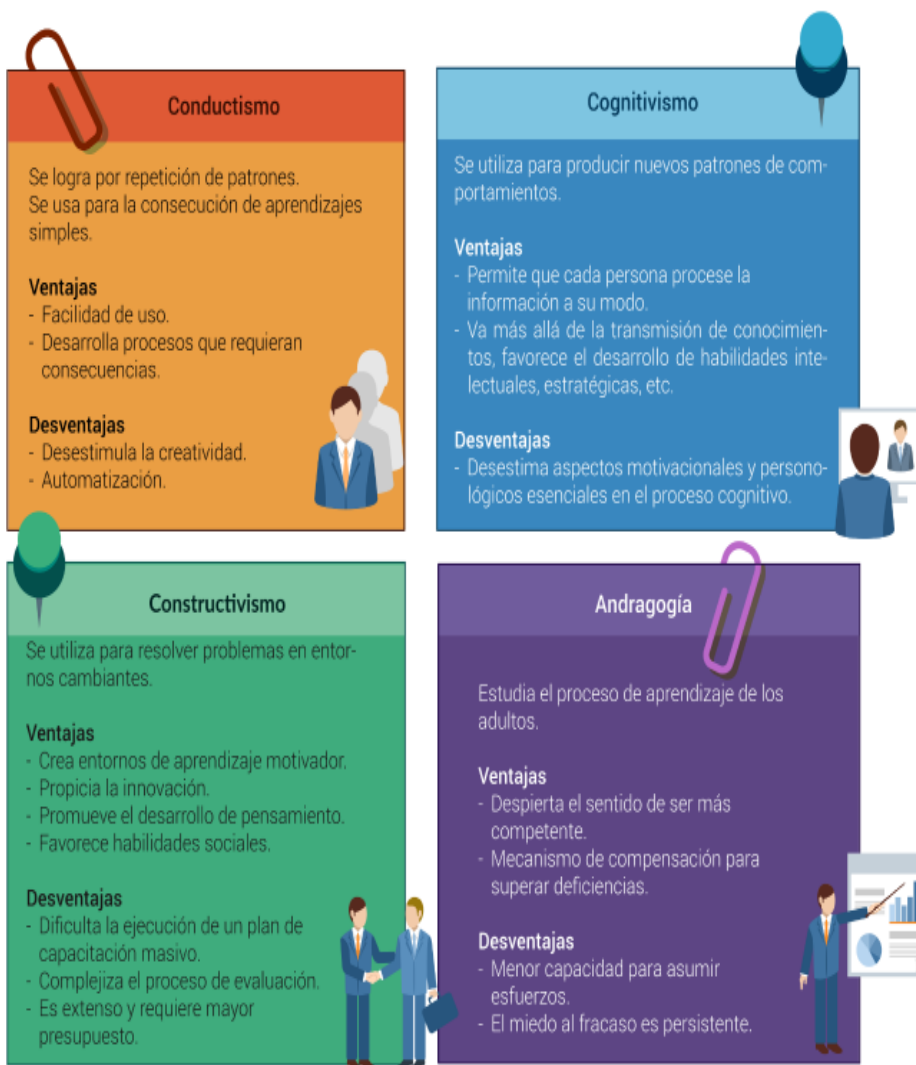 Conductismo
Se logra por repetición de patrones.
Se usa para la consecución de aprendizajes
simples.
Ventajas
- Facilidad de uso.
- Desarrolla procesos que requieran
consecuencias.
Desventajas
- Desestimula la creatividad.
- Automatización.
Cognitivismo
Se utiliza para producir nuevos patrones de com-
portamientos.
Ventajas
- Permite que cada persona procese la
información a su modo.
- Va más allá de la transmisión de conocimien-
tos, favorece el desarrollo de habilidades inte-
lectuales, estratégicas, etc.
Desventajas
- Desestima aspectos motivacionales y persono-
lógicos esenciales en el proceso cognitivo.
Constructivismo
Se utiliza para resolver problemas en entor-
nos cambiantes.
Ventajas
- Crea entornos de aprendizaje motivador.
- Propicia la innovación.
- Promueve el desarrollo de pensamiento.
- Favorece habilidades sociales.
Desventajas
- Dificulta la ejecución de un plan de
capacitación masivo.
- Complejiza el proceso de evaluación.
- Es extenso y requiere mayor
presupuesto.
Andragogía
Estudia el proceso de aprendizaje de los
adultos.
Ventajas
- Despierta el sentido de ser más
competente.
- Mecanismo de compensación para
superar deficiencias.
Desventajas
- Menor capacidad para asumir
esfuerzos.
- El miedo al fracaso es persistente.